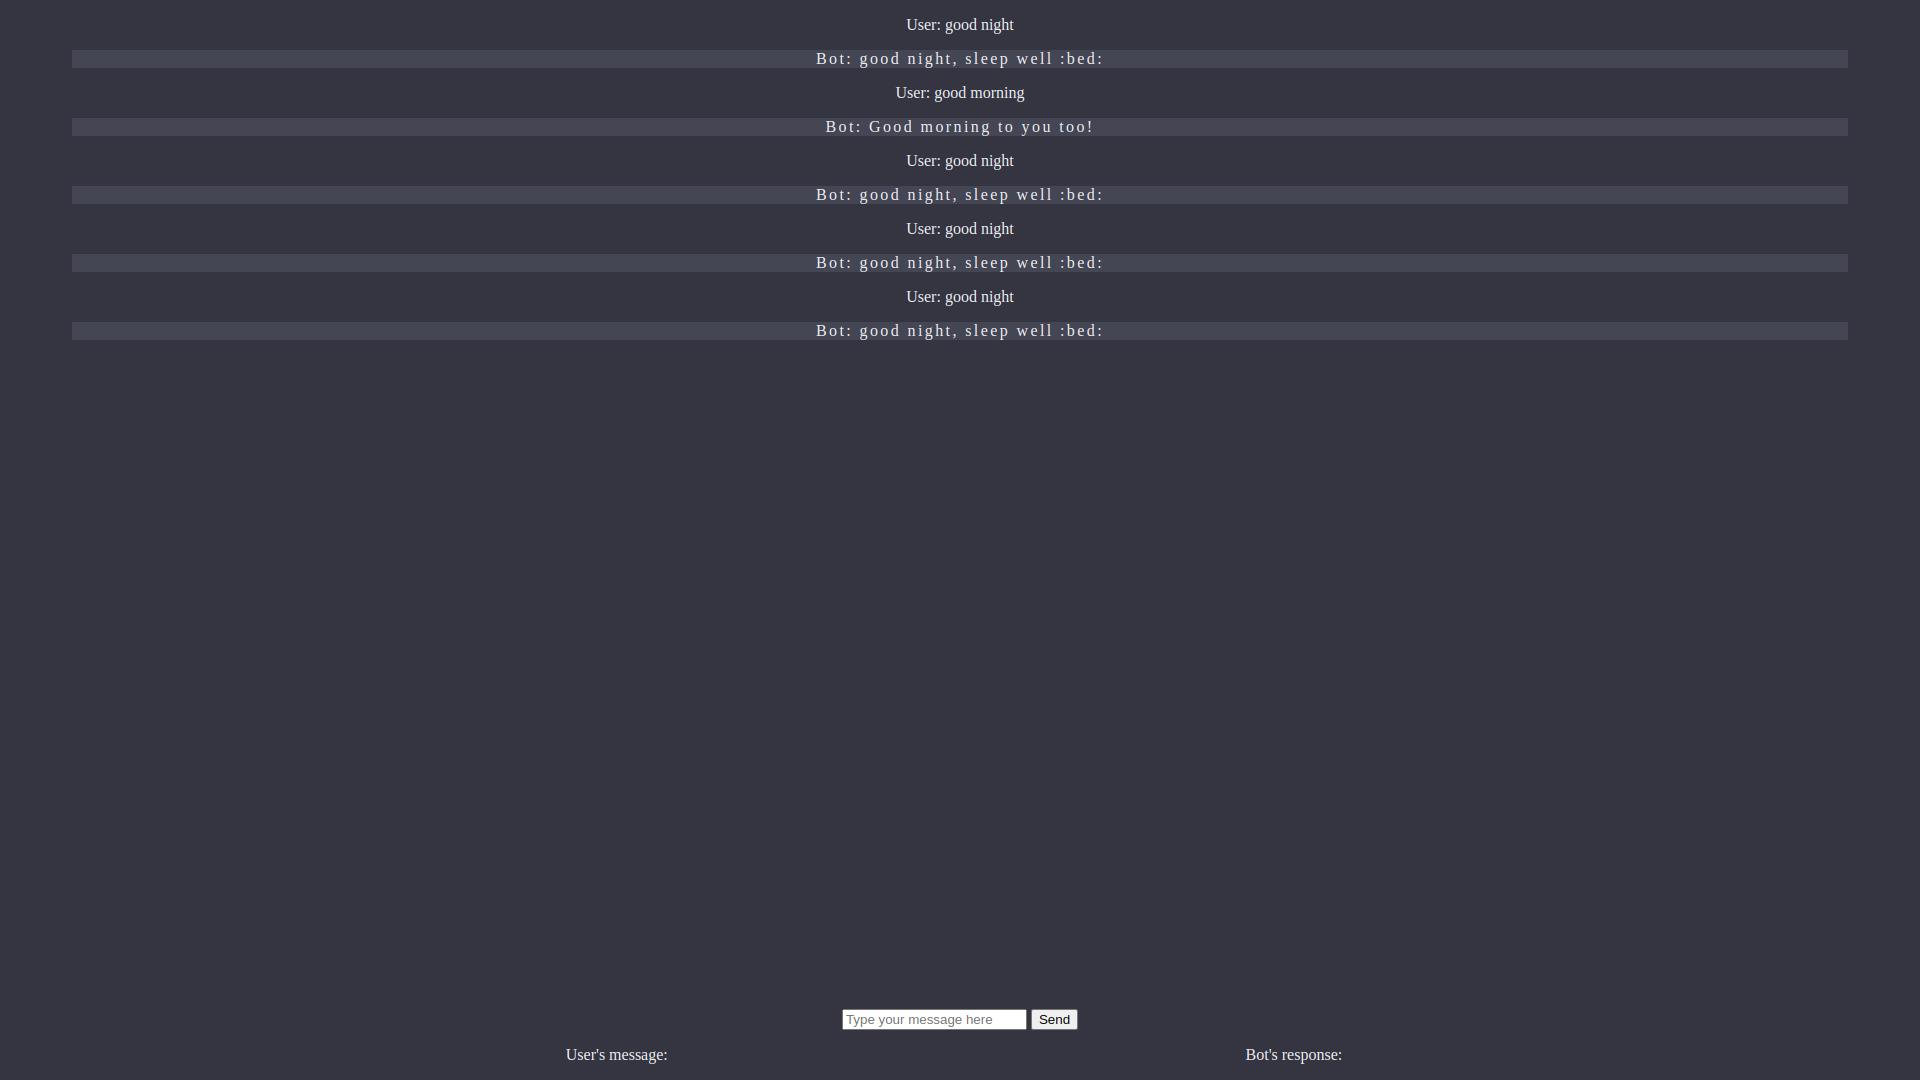 User: good night
Bot: good night, sleep well :bed:
User: good morning
Bot: Good morning to you too!
User: good night
Bot: good night, sleep well :bed:
User: good night
Bot: good night, sleep well :bed:
User: good night
Bot: good night, sleep well :bed:
Type your message here Send
User's message: Bot's response: